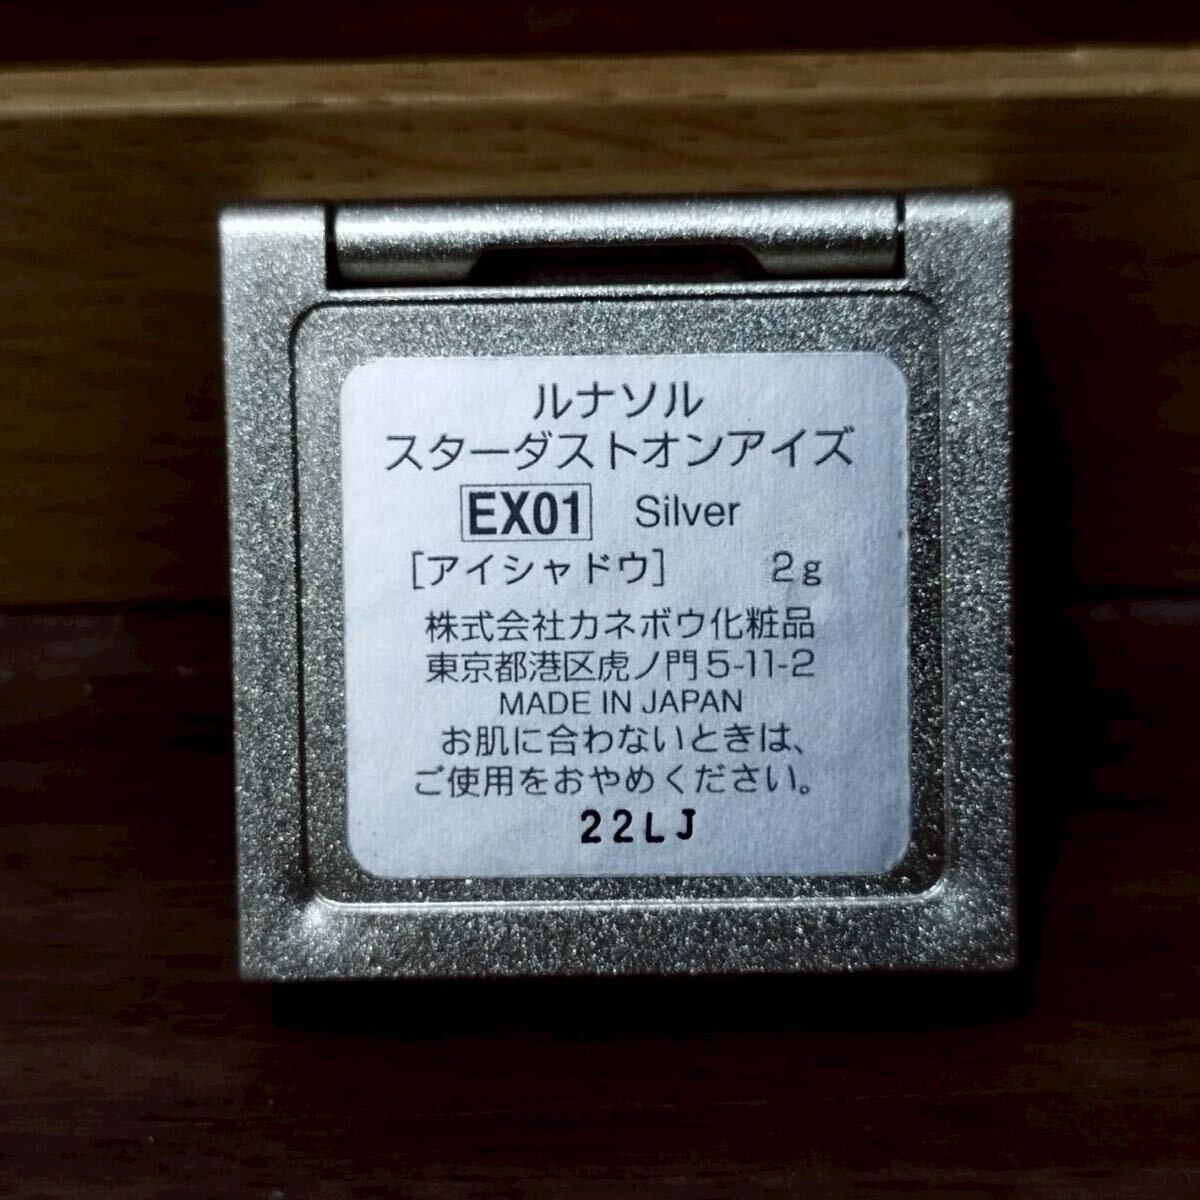 ルナソル
スターダストオンアイズ
EX01 Silver
[アイシャドウ] 2g
株式会社カネボウ化粧品
東京都港区虎ノ門5-11-2
MADE IN JAPAN
お肌に合わないときは、
ご使用をおやめください。
22LJ